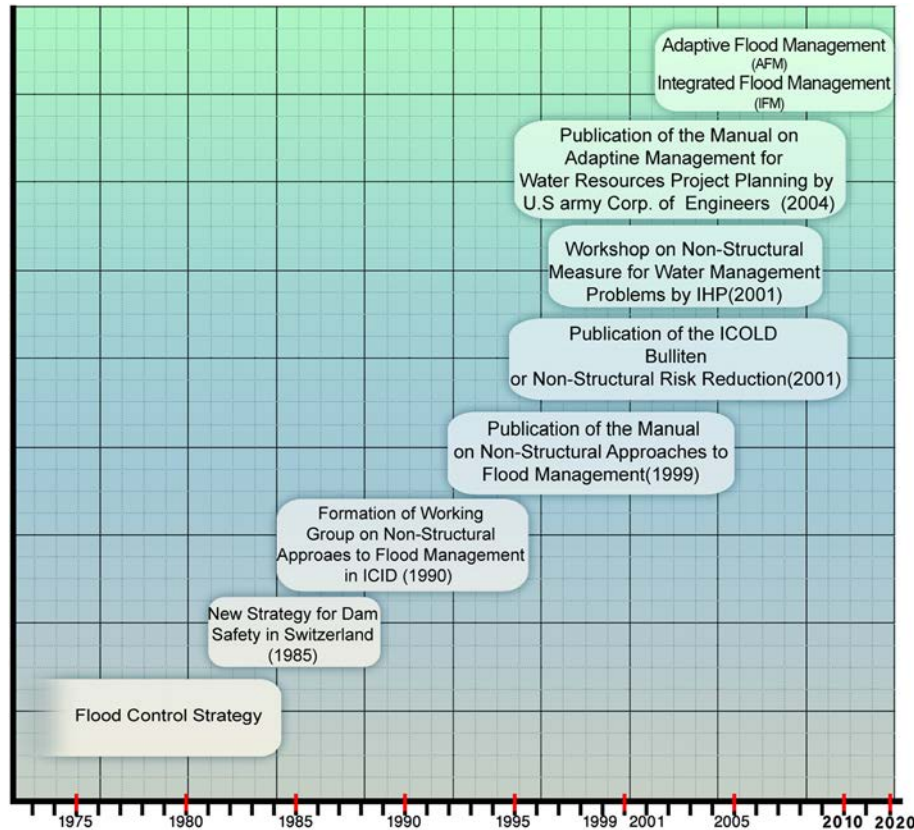 Adaptive Flood Management
(AFM)
Integrated Flood Management
(IFM)
Publication of the Manual on
Adaptine Management for
Water Resources Project Planning by
U.S army Corp. of Engineers (2004)
Workshop on Non-Structural
Measure for Water Management
Problems by IHP(2001)
Publication of the ICOLD
Bulliten
or Non-Structural Risk Reduction(2001)
Publication of the Manual
on Non-Structural Approaches to
Flood Management(1999)
Formation of Working
Group on Non-Structural
Approaes to Flood Management
in ICID (1990)
New Strategy for Dam
Safety in Switzerland
(1985)
Flood Control Strategy
1975 1980 1985 1990 1995 1999 2001 2005 2010 2020